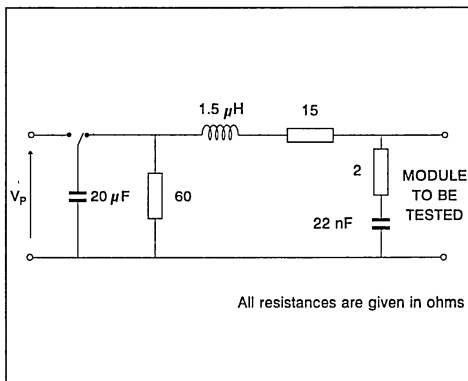 1.5 μH
15
2
MODULE
TO BE
TESTED
V'P
20 μF
60
22 nF
All resistances are given in ohms